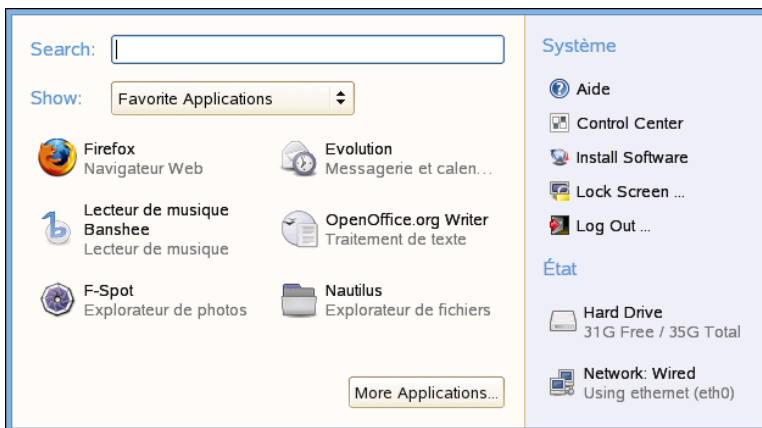 Search:
Show: Favorite Applications
Firefox
Navigateur Web
Evolution
Messagerie et calen...
Lecteur de musique
Banshee
Lecteur de musique
OpenOffice.org Writer
Traitement de texte
F-Spot
Explorateur de photos
Nautilus
Explorateur de fichiers
More Applications...
Système
Aide
Control Center
Install Software
Lock Screen ...
Log Out ...
État
Hard Drive
31G Free / 35G Total
Network: Wired
Using ethernet (eth0)